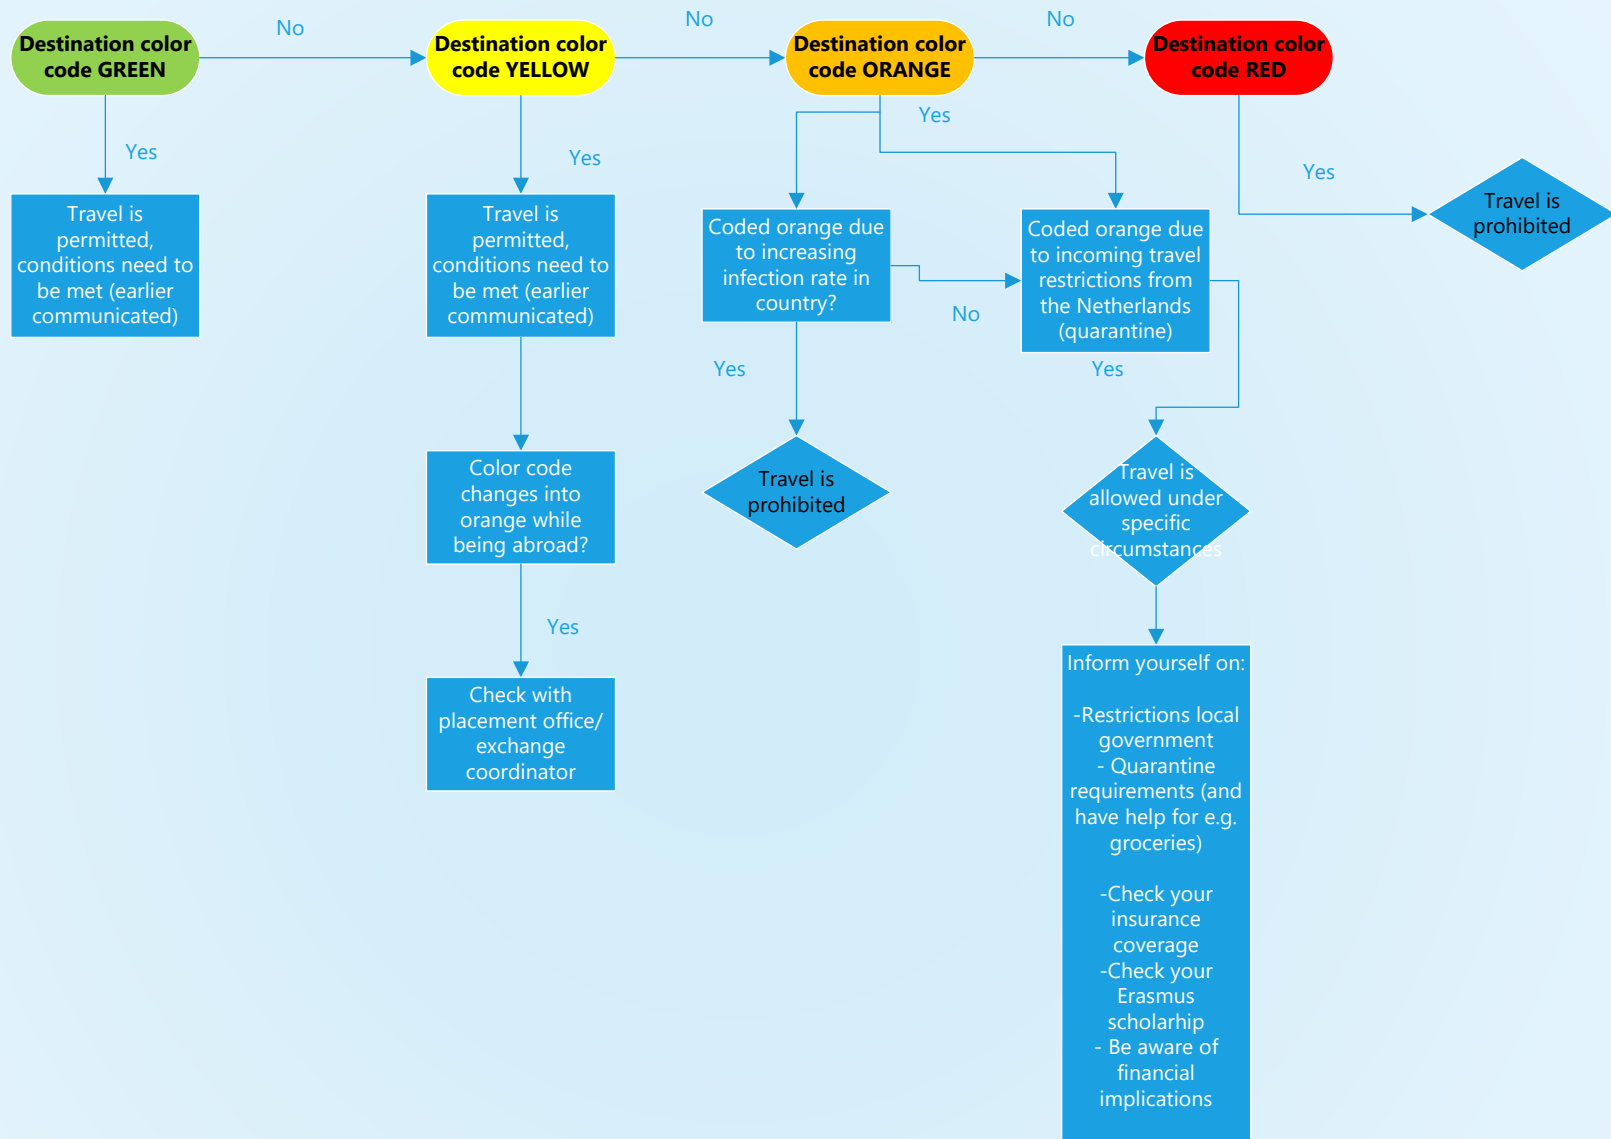 No
No
No
Destination color
code GREEN
Destination color
code YELLOW
Destination color
code ORANGE
Destination color
code RED
Yes
Yes
Yes
Yes
Travel is
permitted,
conditions need to
be met (earlier
communicated)
Travel is
permitted,
conditions need to
be met (earlier
communicated)
Coded orange due
to increasing
infection rate in
country?
No
Coded orange due
to incoming travel
restrictions from
the Netherlands
(quarantine)
Travel is
prohibited
Yes
Yes
Color code
changes into
orange while
being abroad?
Travel is
prohibited
Travel is
allowed under
specific
circumstances
Yes
Check with
placement office/
exchange
coordinator
Inform yourself on:
-Restrictions local
government
- Quarantine
requirements (and
have help for e.g.
groceries)
-Check your
insurance
coverage
-Check your
Erasmus
scholarhip
- Be aware of
financial
implications